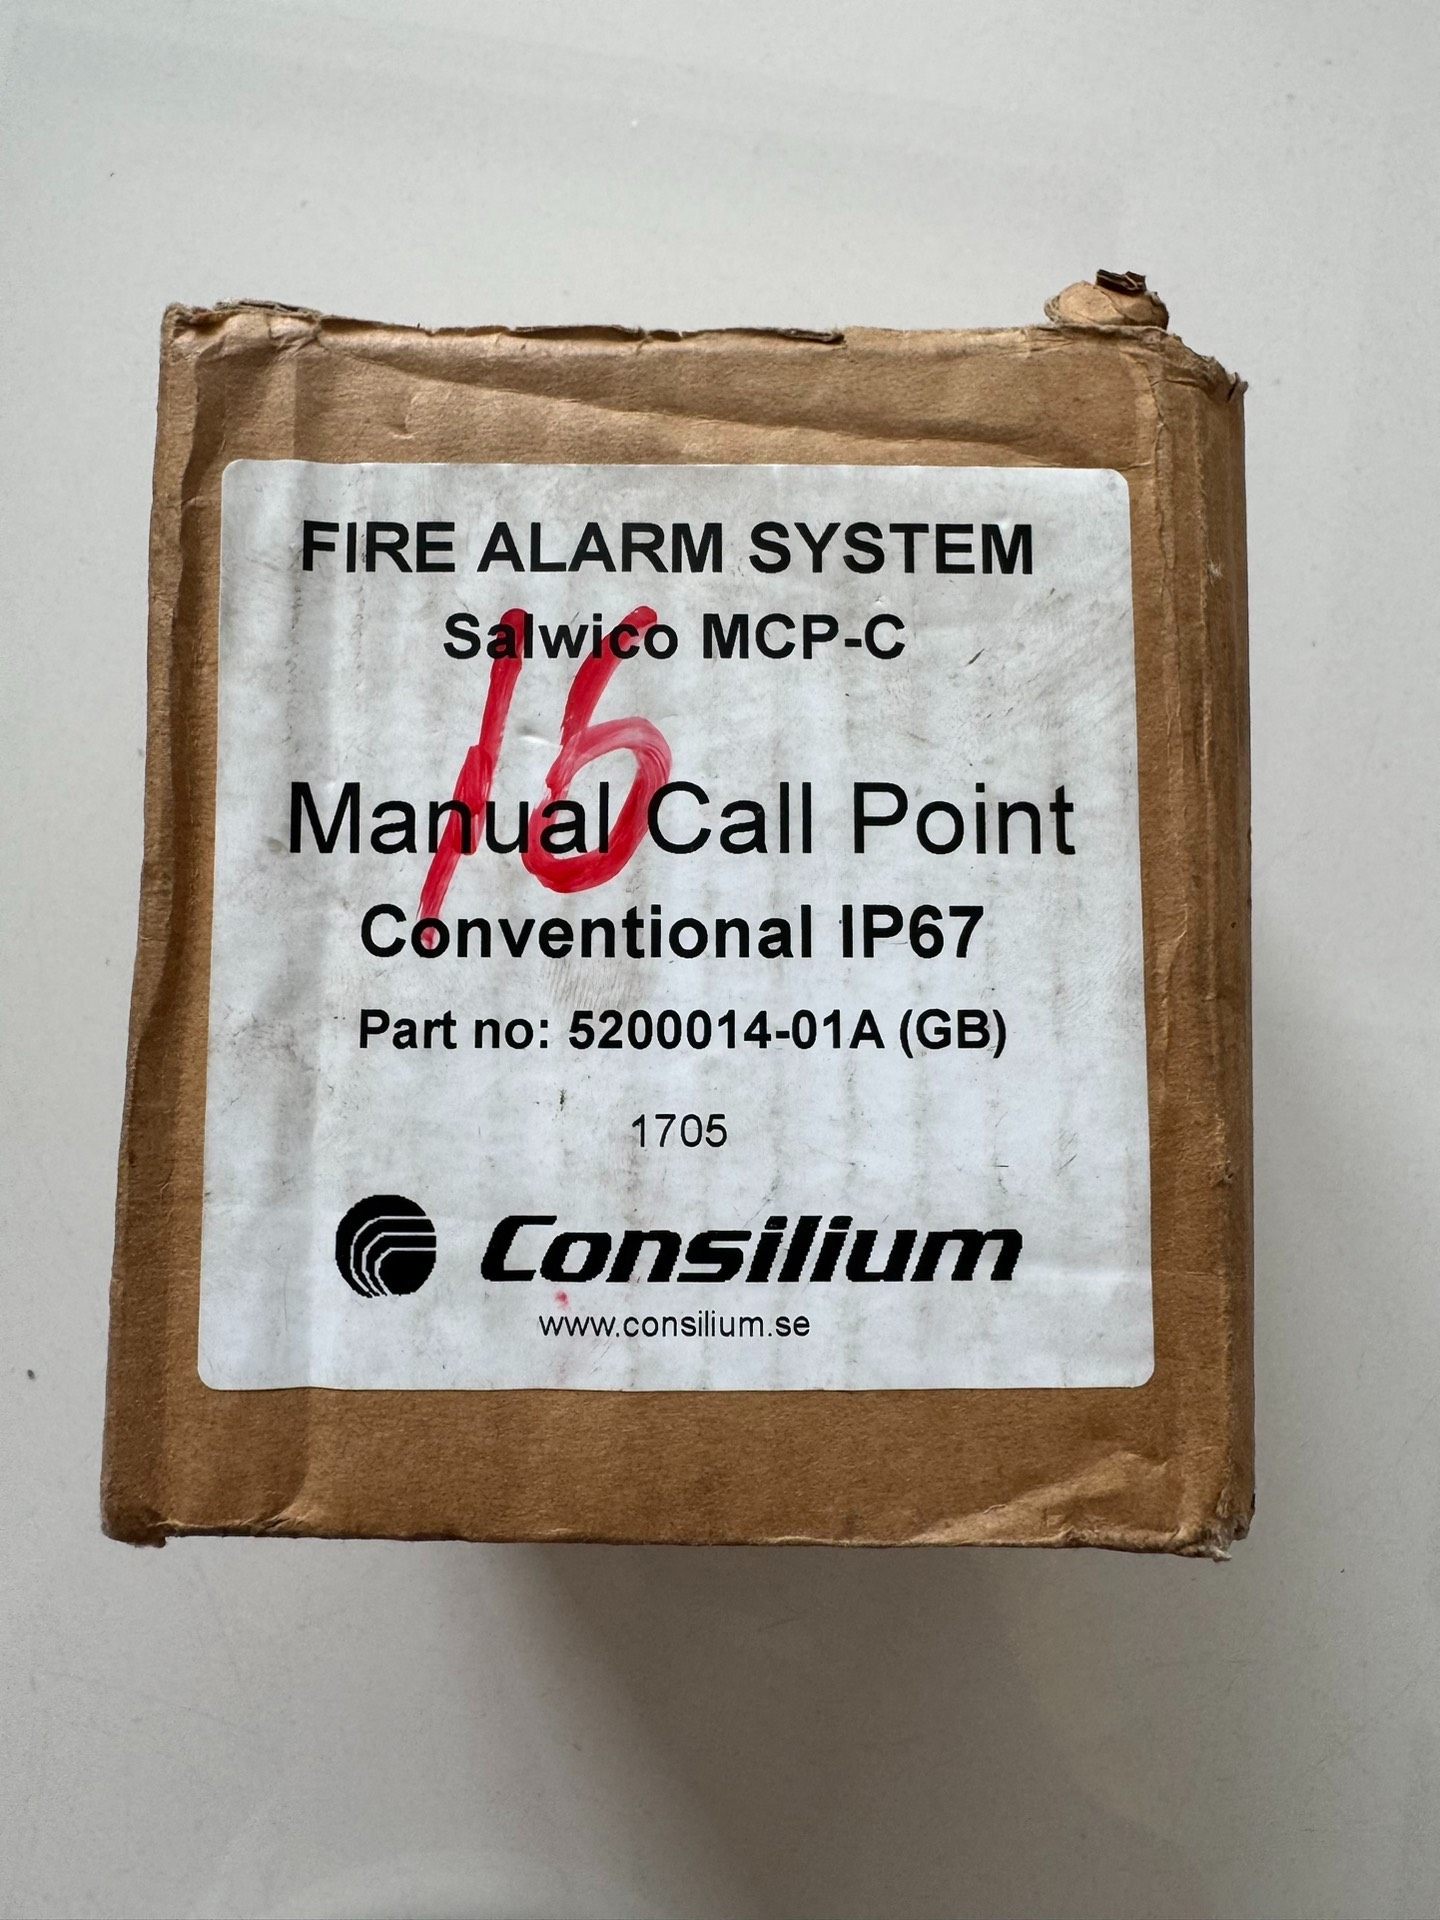 FIRE ALARM SYSTEM
Salwico MCP-C
16
Manual Call Point
Conventional IP67
Part no: 5200014-01A (GB)
1705
Consilium
www.consilium.se